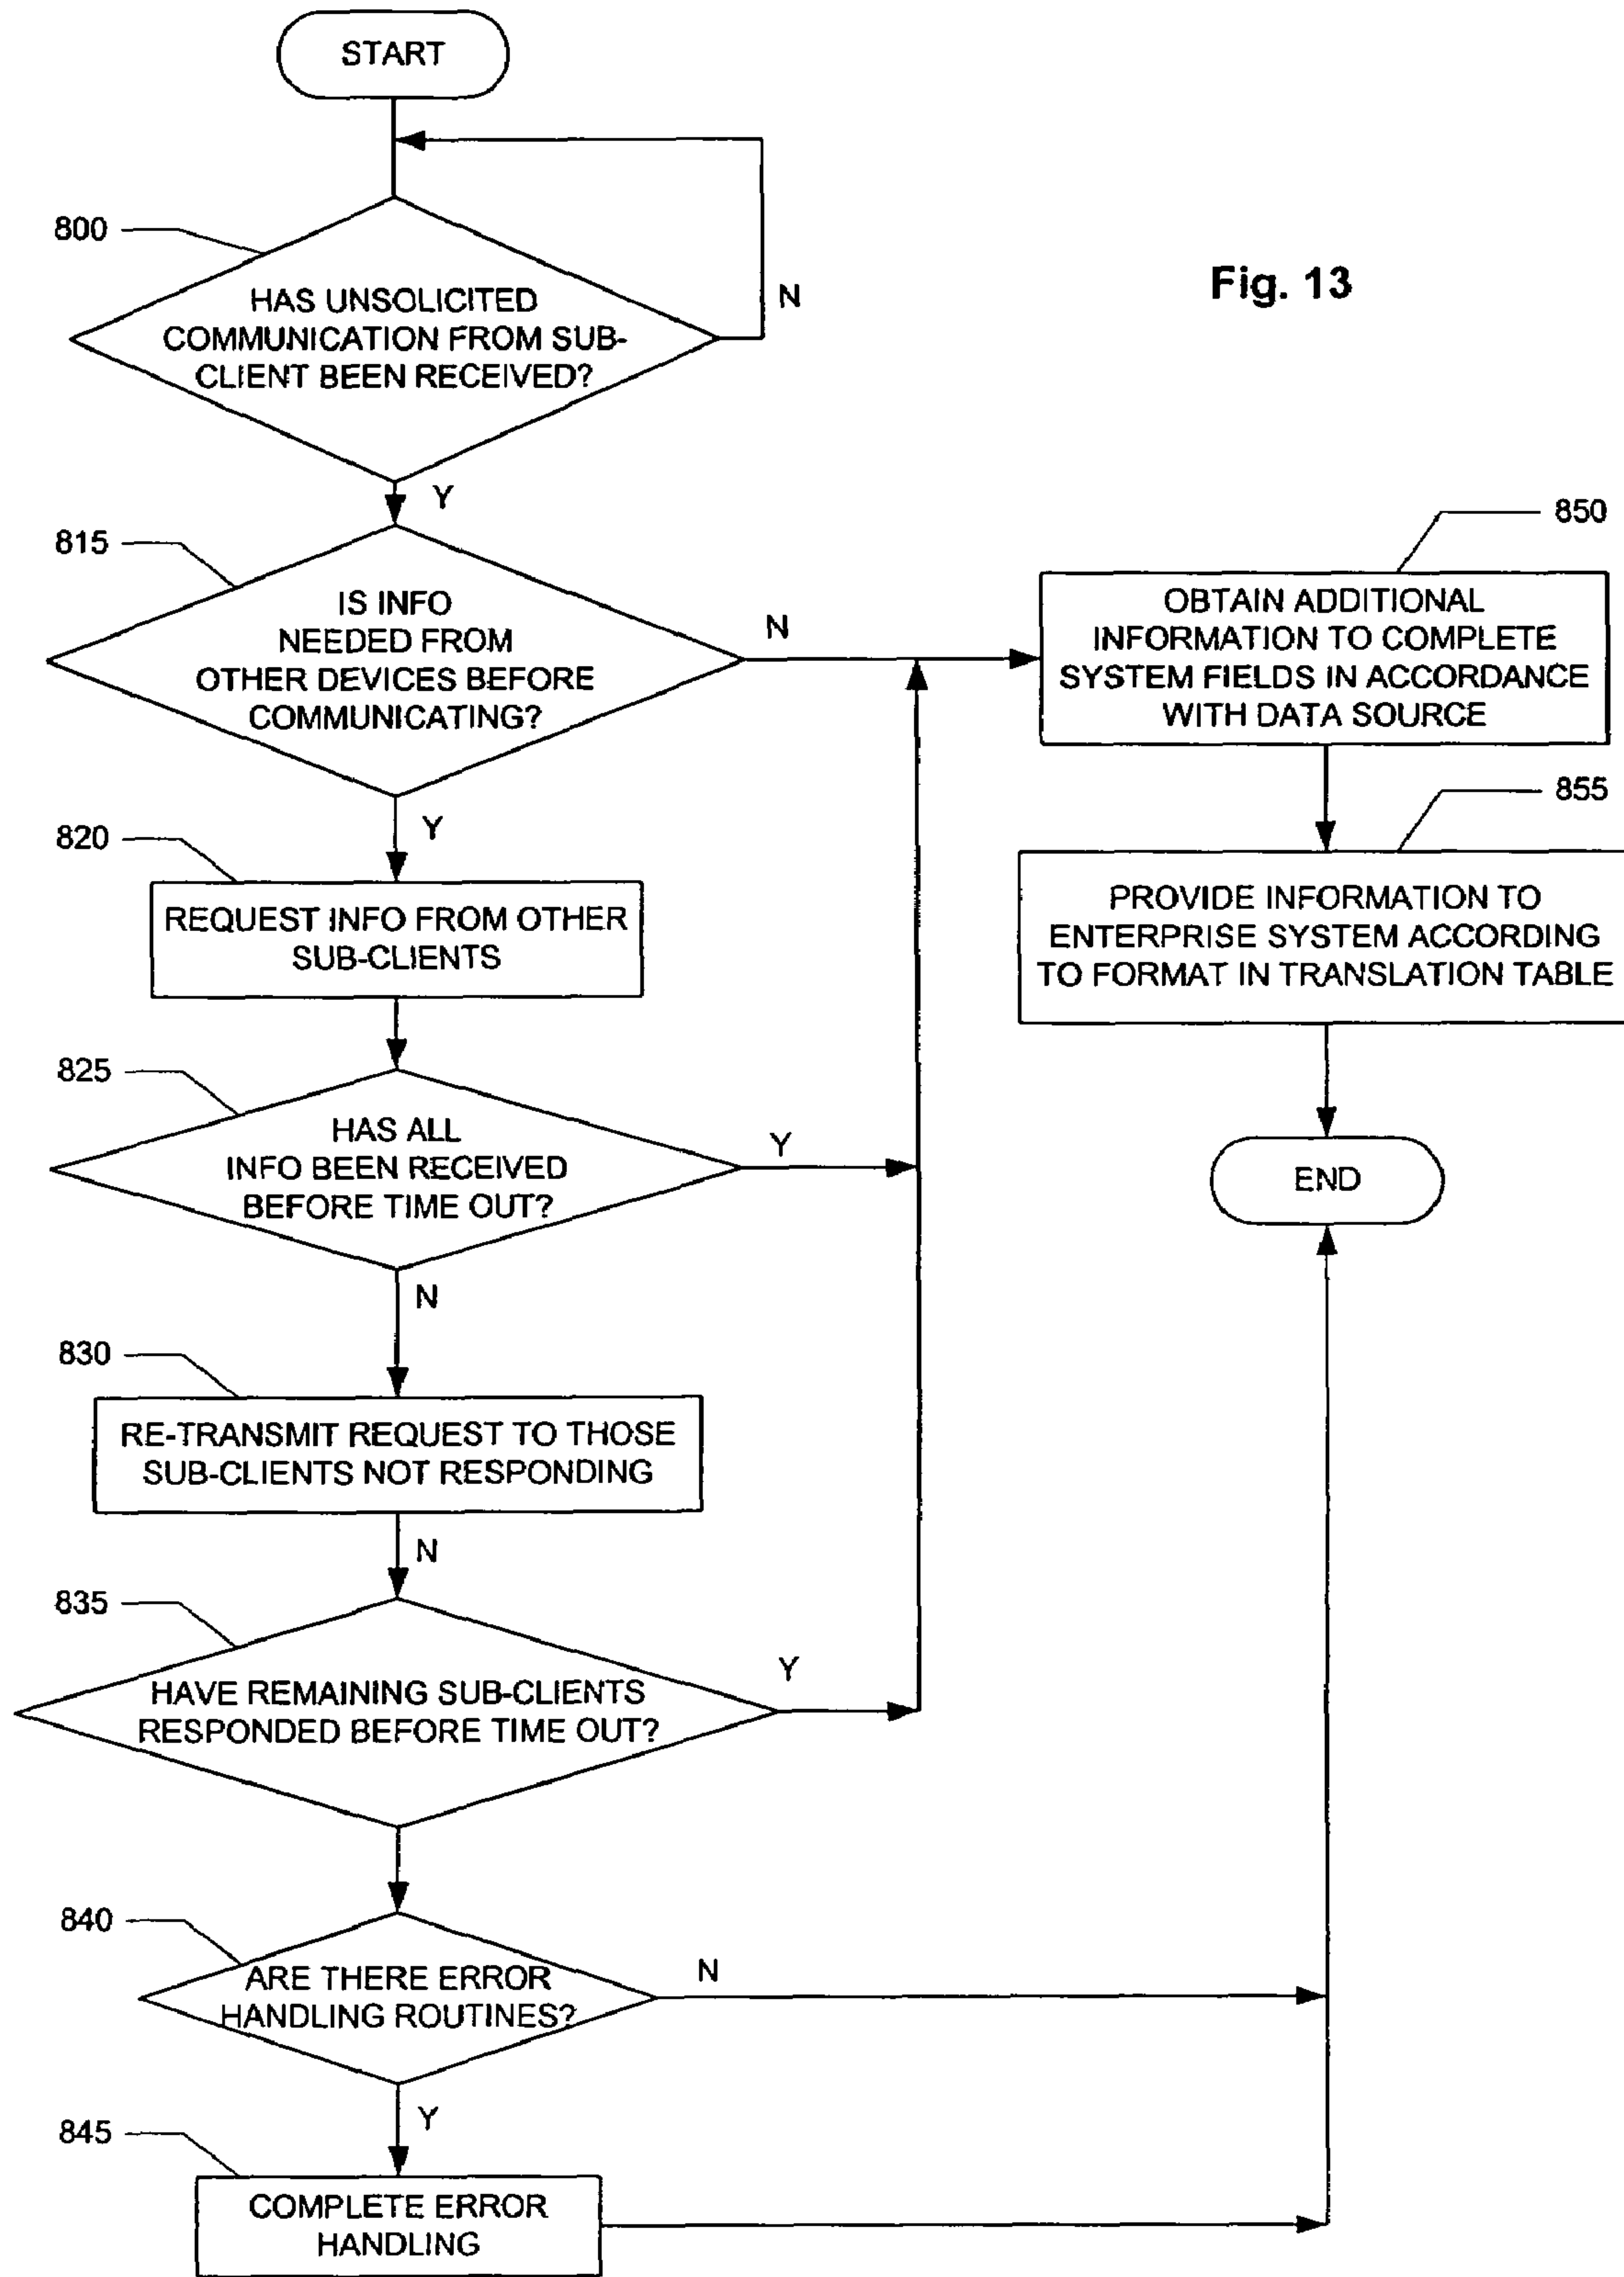 START
800
HAS UNSOLICITED
COMMUNICATION FROM SUB-
CLIENT BEEN RECEIVED?
N
Fig. 13
Y
815
IS INFO
NEEDED FROM
OTHER DEVICES BEFORE
COMMUNICATING?
N
850
OBTAIN ADDITIONAL
INFORMATION TO COMPLETE
SYSTEM FIELDS IN ACCORDANCE
WITH DATA SOURCE
Y
820
REQUEST INFO FROM OTHER
SUB-CLIENTS
855
PROVIDE INFORMATION TO
ENTERPRISE SYSTEM ACCORDING
TO FORMAT IN TRANSLATION TABLE
825
HAS ALL
INFO BEEN RECEIVED
BEFORE TIME OUT?
Y
END
N
830
RE-TRANSMIT REQUEST TO THOSE
SUB-CLIENTS NOT RESPONDING
N
835
HAVE REMAINING SUB-CLIENTS
RESPONDED BEFORE TIME OUT?
Y
840
ARE THERE ERROR
HANDLING ROUTINES?
N
Y
845
COMPLETE ERROR
HANDLING